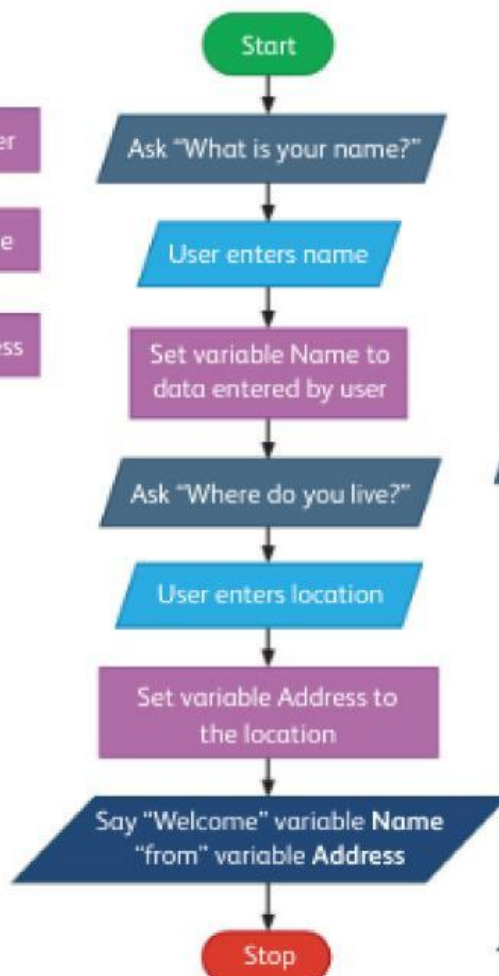 Start
Ask “What is your name?”
User enters name
Set variable Name to
data entered by user
Ask “Where do you live?”
User enters location
Set variable Address to
the location
Say “Welcome” variable Name
“from” variable Address
Stop